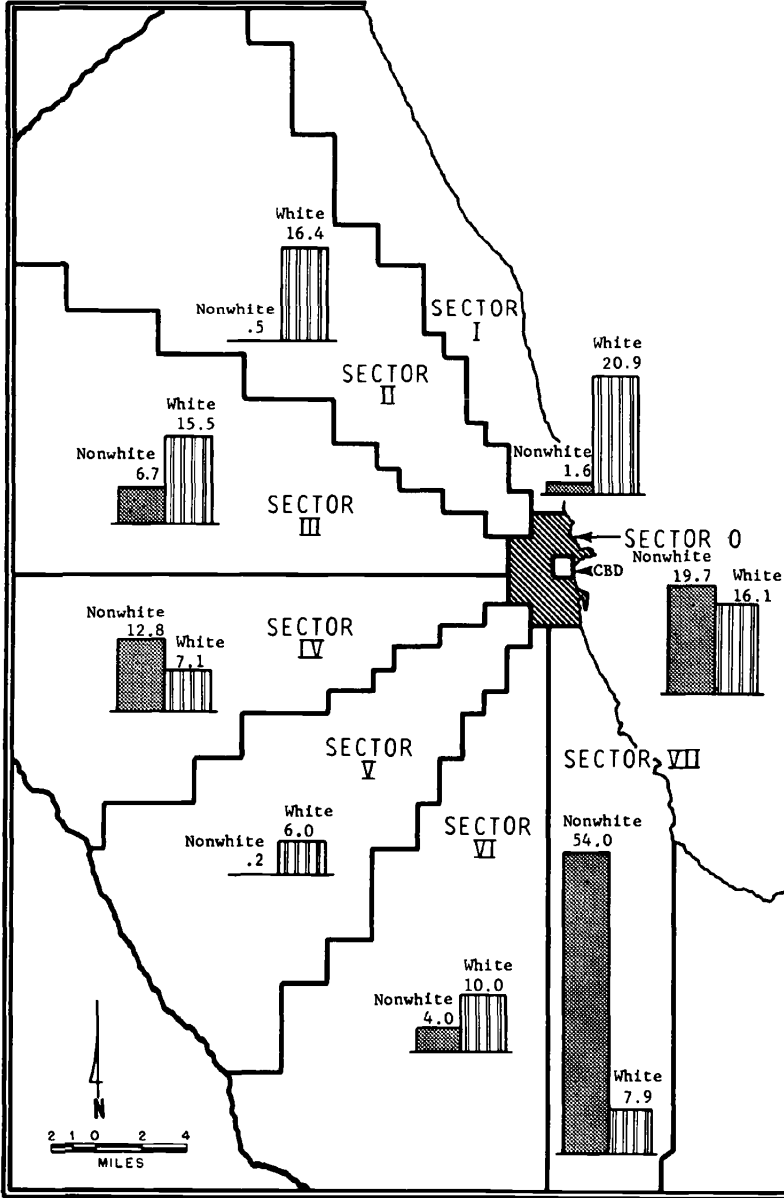 White
16.4
Nonwhite
.5
SECTOR
I
White
20.9
Nonwhite
1.6
SECTOR
II
White
15.5
Nonwhite
6.7
SECTOR
III
SECTOR O
CBD
Nonwhite
19.7
White
16.1
Nonwhite
12.8
White
7.1
SECTOR
IV
SECTOR
V
SECTOR VII
White
6.0
Nonwhite
.2
SECTOR
VI
Nonwhite
54.0
White
10.0
Nonwhite
4.0
White
7.9
N
2 1 0 2 4
MILES